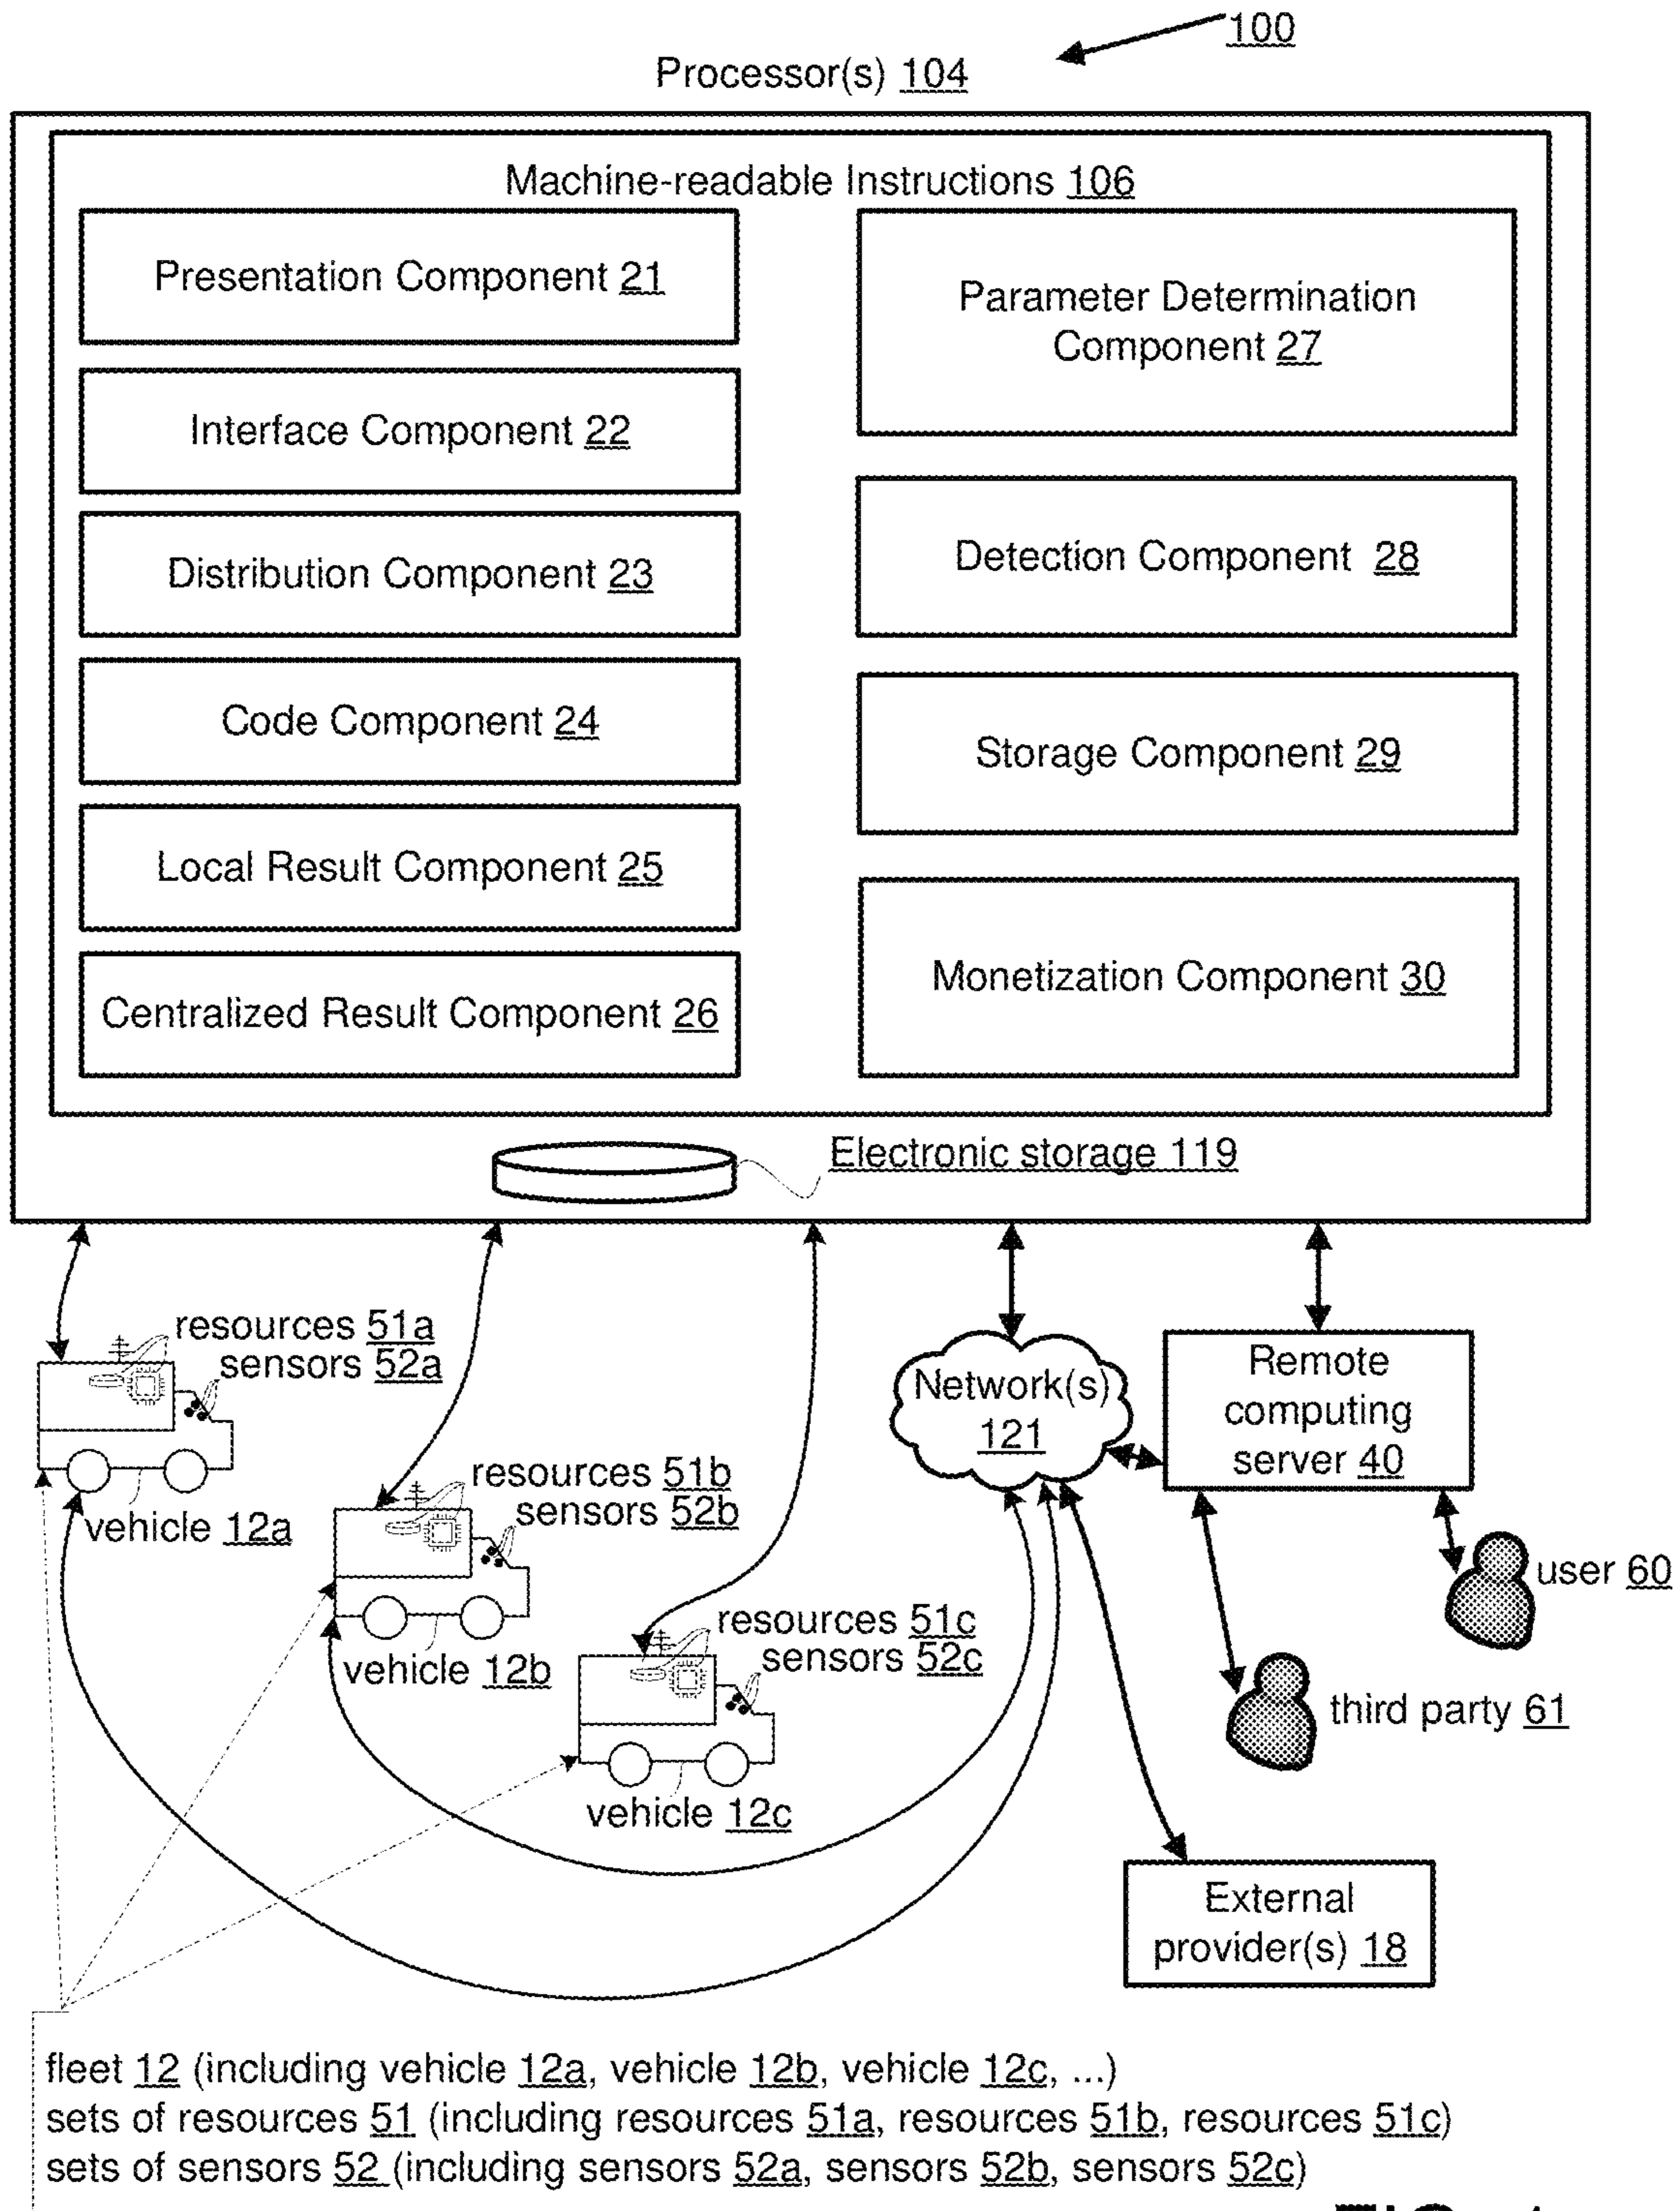 100
Processor(s) 104
Machine-readable Instructions 106
Presentation Component 21
Interface Component 22
Distribution Component 23
Code Component 24
Local Result Component 25
Centralized Result Component 26
Parameter Determination
Component 27
Detection Component 28
Storage Component 29
Monetization Component 30
Electronic storage 119
resources 51a
sensors 52a
vehicle 12a
resources 51b
sensors 52b
vehicle 12b
resources 51c
sensors 52c
vehicle 12c
Network(s)
121
Remote
computing
server 40
user 60
third party 61
External
provider(s) 18
fleet 12 (including vehicle 12a, vehicle 12b, vehicle 12c, ...)
sets of resources 51 (including resources 51a, resources 51b, resources 51c)
sets of sensors 52 (including sensors 52a, sensors 52b, sensors 52c)